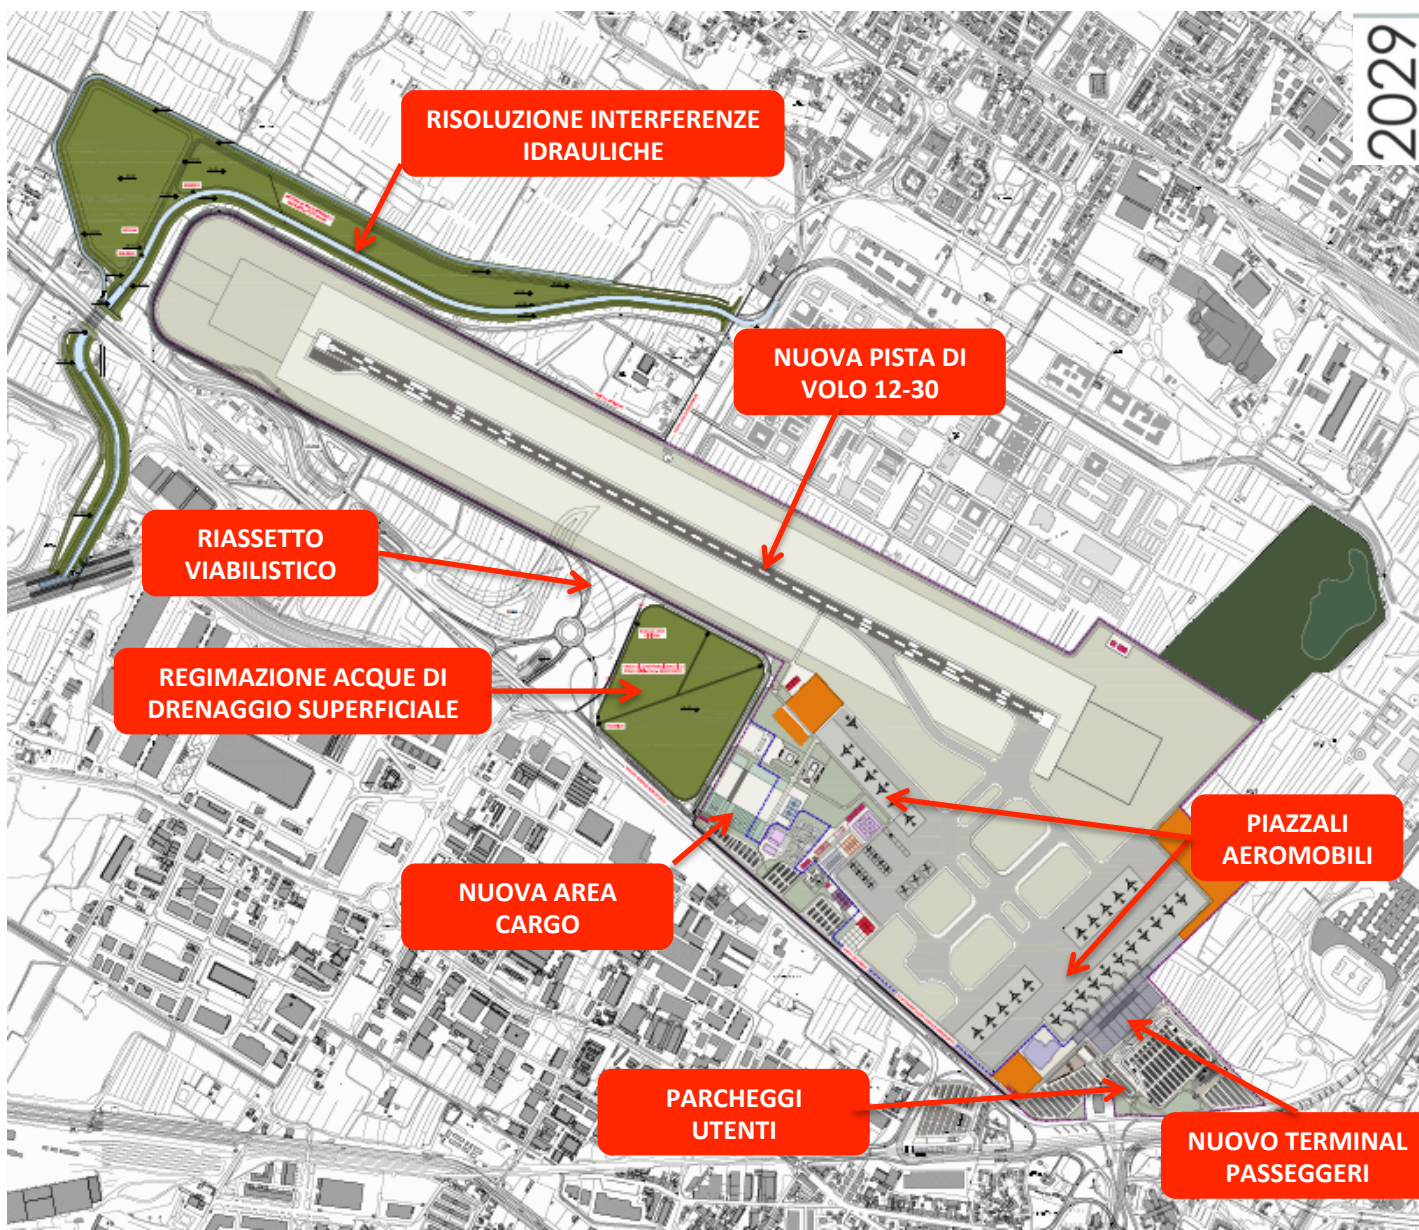 2029
RISOLUZIONE INTERFERENZE
IDRAULICHE
NUOVA PISTA DI
VOLO 12-30
RIASSETTO
VIABILISTICO
REGIMAZIONE ACQUE DI
DRENAGGIO SUPERFICIALE
PIAZZALI
AEROMOBILI
NUOVA AREA
CARGO
PARCHEGGI
UTENTI
NUOVO TERMINAL
PASSEGGERI